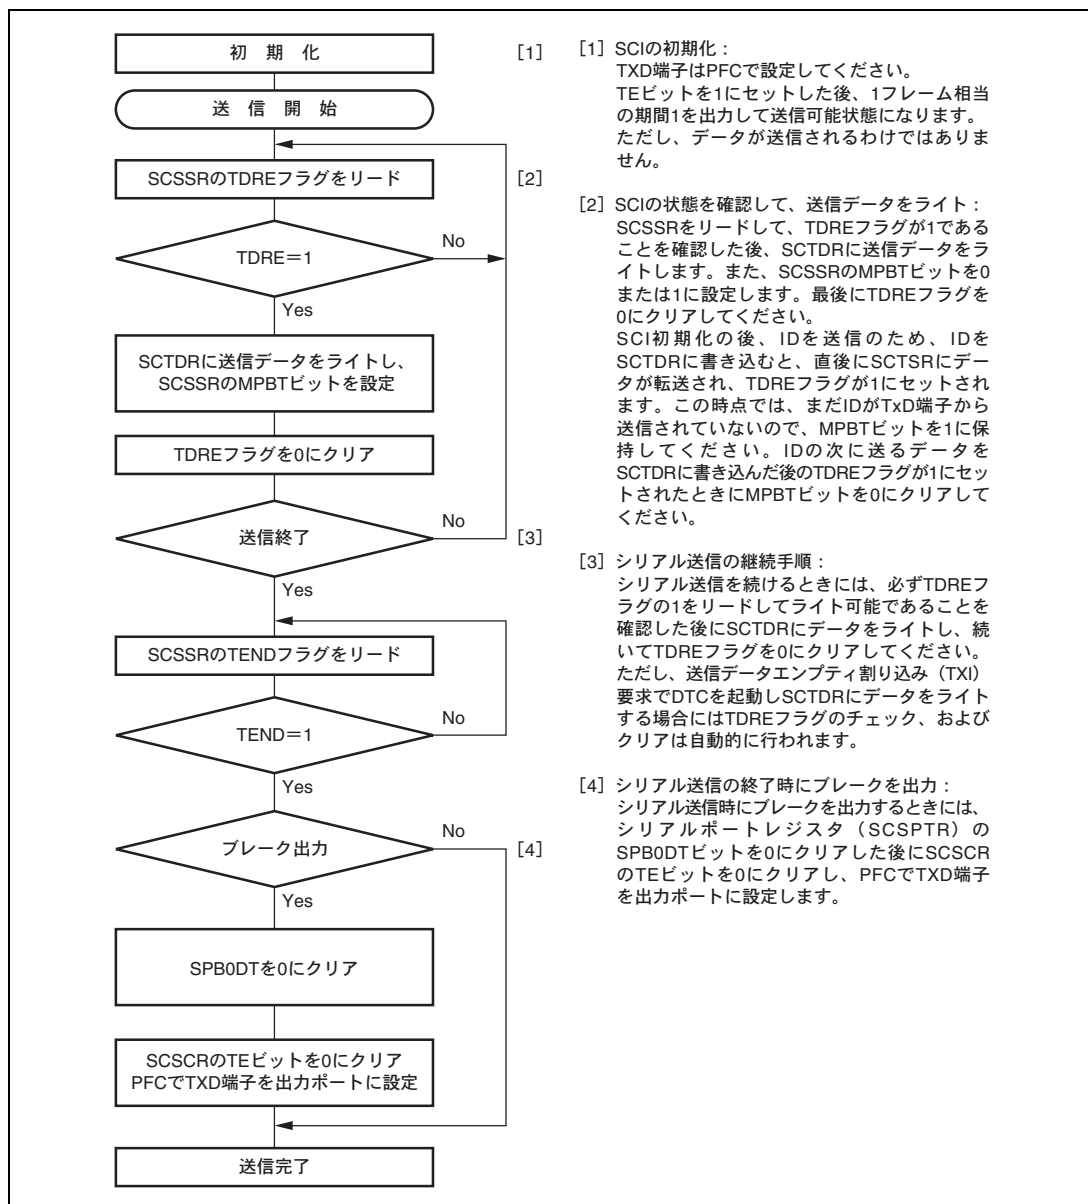 初　期　化
[1]
送　信　開　始
SCSSRのTDREフラグをリード
[2]
TDRE＝1
No
Yes
SCTDRに送信データをライトし、
SCSSRのMPBTビットを設定
TDREフラグを0にクリア
送信終了
No
[3]
Yes
SCSSRのTENDフラグをリード
TEND＝1
No
Yes
ブレーク出力
No
[4]
Yes
SPB0DTを0にクリア
SCSCRのTEビットを0にクリア
PFCでTXD端子を出力ポートに設定
送信完了
[1] SCIの初期化：
TXD端子はPFCで設定してください。
TEビットを1にセットした後、1フレーム相当
の期間1を出力して送信可能状態になります。
ただし、データが送信されるわけではありま
せん。
[2] SCIの状態を確認して、送信データをライト：
SCSSRをリードして、TDREフラグが1である
ことを確認した後、SCTDRに送信データをラ
イトします。また、SCSSRのMPBTビットを0
または1に設定します。最後にTDREフラグを
0にクリアしてください。
SCI初期化の後、IDを送信のため、IDを
SCTDRに書き込むと、直後にSCTSRにデー
タが転送され、TDREフラグが1にセットされ
ます。この時点では、まだIDがTxD端子から
送信されていないので、MPBTビットを1に保
持してください。IDの次に送るデータを
SCTDRに書き込んだ後のTDREフラグが1にセッ
トされたときにMPBTビットを0にクリアして
ください。
[3] シリアル送信の継続手順：
シリアル送信を続けるときには、必ずTDREフ
ラグの1をリードしてライト可能であることを
確認した後にSCTDRにデータをライトし、続
いてTDREフラグを0にクリアしてください。
ただし、送信データエンプティ割り込み（TXI）
要求でDTCを起動しSCTDRにデータをライト
する場合にはTDREフラグのチェック、および
クリアは自動的に行われます。
[4] シリアル送信の終了時にブレークを出力：
シリアル送信時にブレークを出力するときには、
シリアルポートレジスタ（SCSPTR）の
SPB0DTビットを0にクリアした後にSCSCR
のTEビットを0にクリアし、PFCでTXD端子
を出力ポートに設定します。